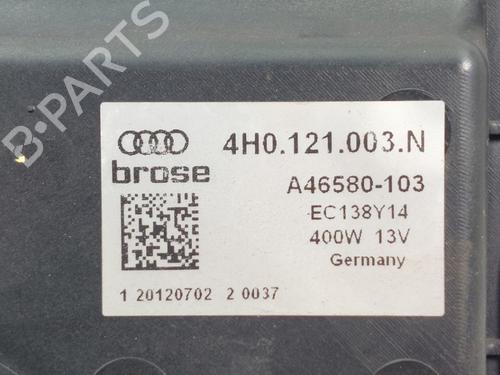 B-PARTS
4H0.121.003.N
brose
A46580-103
EC138Y14
400W 13V
Germany
1 20120702 2 0037